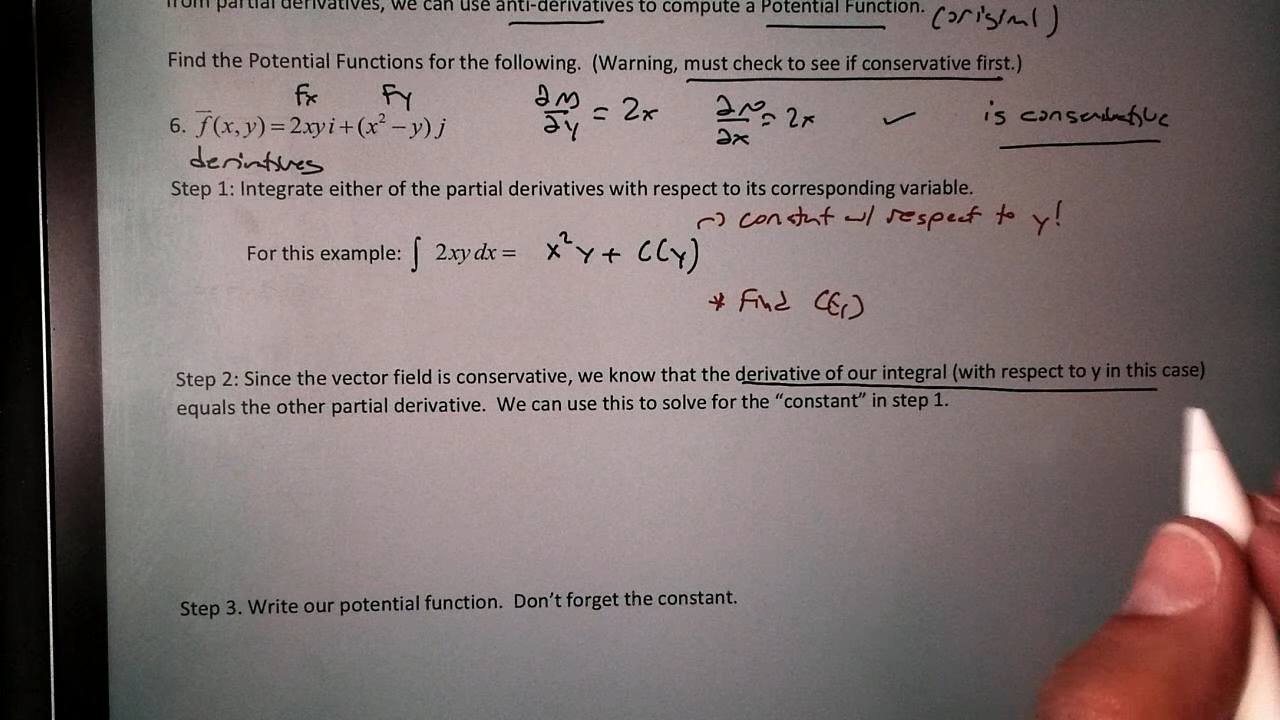 from partial derivatives, we can use anti-derivatives to compute a Potential Function. (original)
Find the Potential Functions for the following. (Warning, must check to see if conservative first.)
Fx Fy
6. f(x, y) = 2xyi + (x² − y) j ∂M/∂y = 2x ∂N/∂x = 2x ✓ is conservative
derivatives
Step 1: Integrate either of the partial derivatives with respect to its corresponding variable.
→ constant w/ respect to y!
For this example: ∫ 2xy dx = x²y + C(y)
* Find C(y)
Step 2: Since the vector field is conservative, we know that the derivative of our integral (with respect to y in this case)
equals the other partial derivative. We can use this to solve for the “constant” in step 1.
Step 3. Write our potential function. Don’t forget the constant.